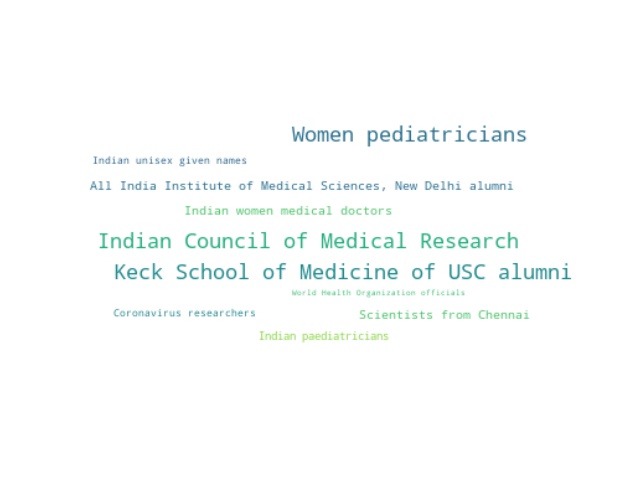 Women pediatricians
Indian unisex given names
All India Institute of Medical Sciences, New Delhi alumni
Indian women medical doctors
Indian Council of Medical Research
Keck School of Medicine of USC alumni
World Health Organization officials
Coronavirus researchers
Scientists from Chennai
Indian paediatricians